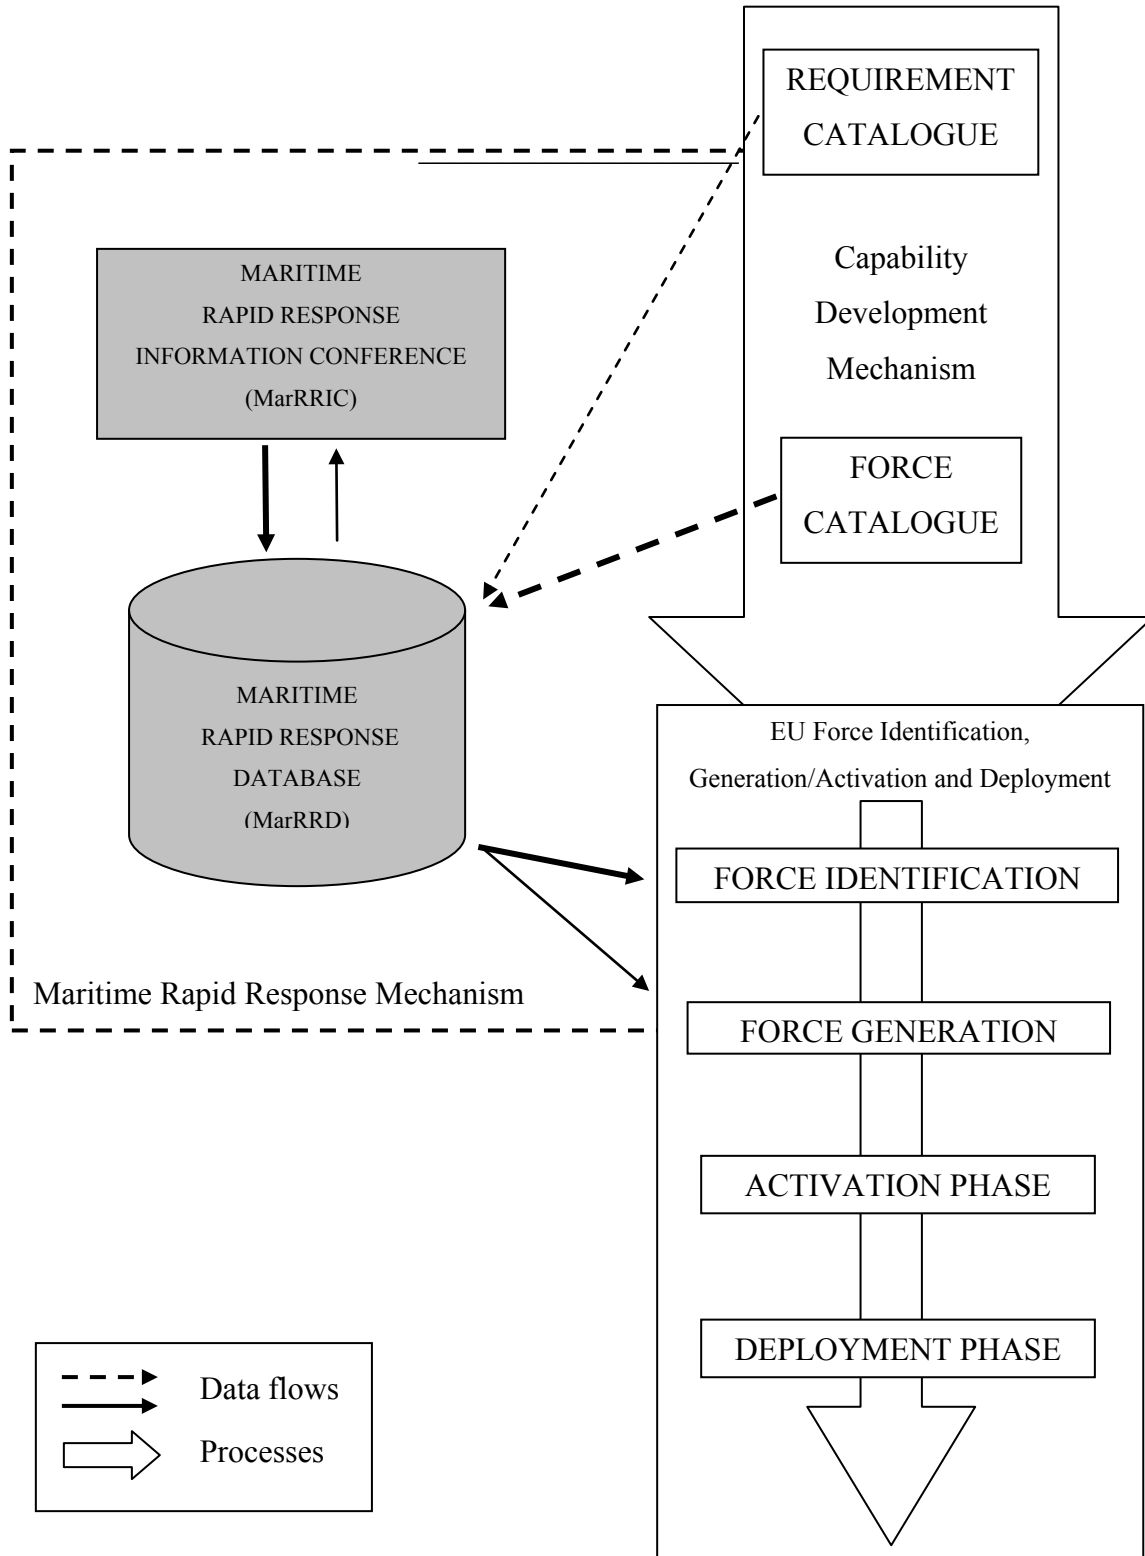 REQUIREMENT
CATALOGUE
Capability
Development
Mechanism
FORCE
CATALOGUE
MARITIME
RAPID RESPONSE
INFORMATION CONFERENCE
(MarRRIC)
MARITIME
RAPID RESPONSE
DATABASE
(MarRRD)
Maritime Rapid Response Mechanism
EU Force Identification,
Generation/Activation and Deployment
FORCE IDENTIFICATION
FORCE GENERATION
ACTIVATION PHASE
DEPLOYMENT PHASE
Data flows
Processes